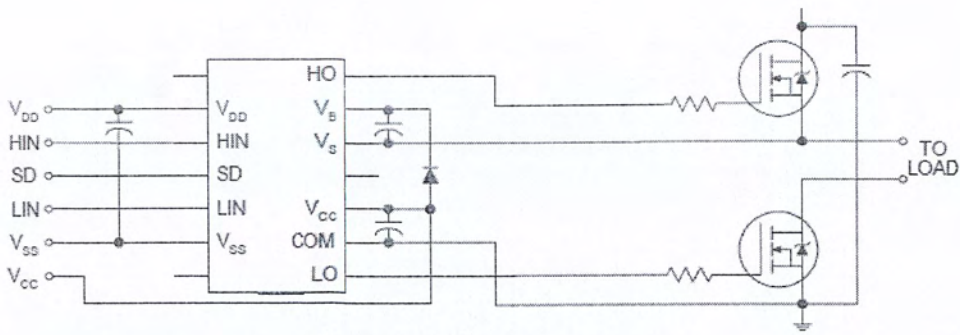 HO
V_DD V_DD V_B
HIN HIN V_S
TO
LOAD
SD SD
LIN LIN V_CC
V_SS V_SS COM
V_CC LO